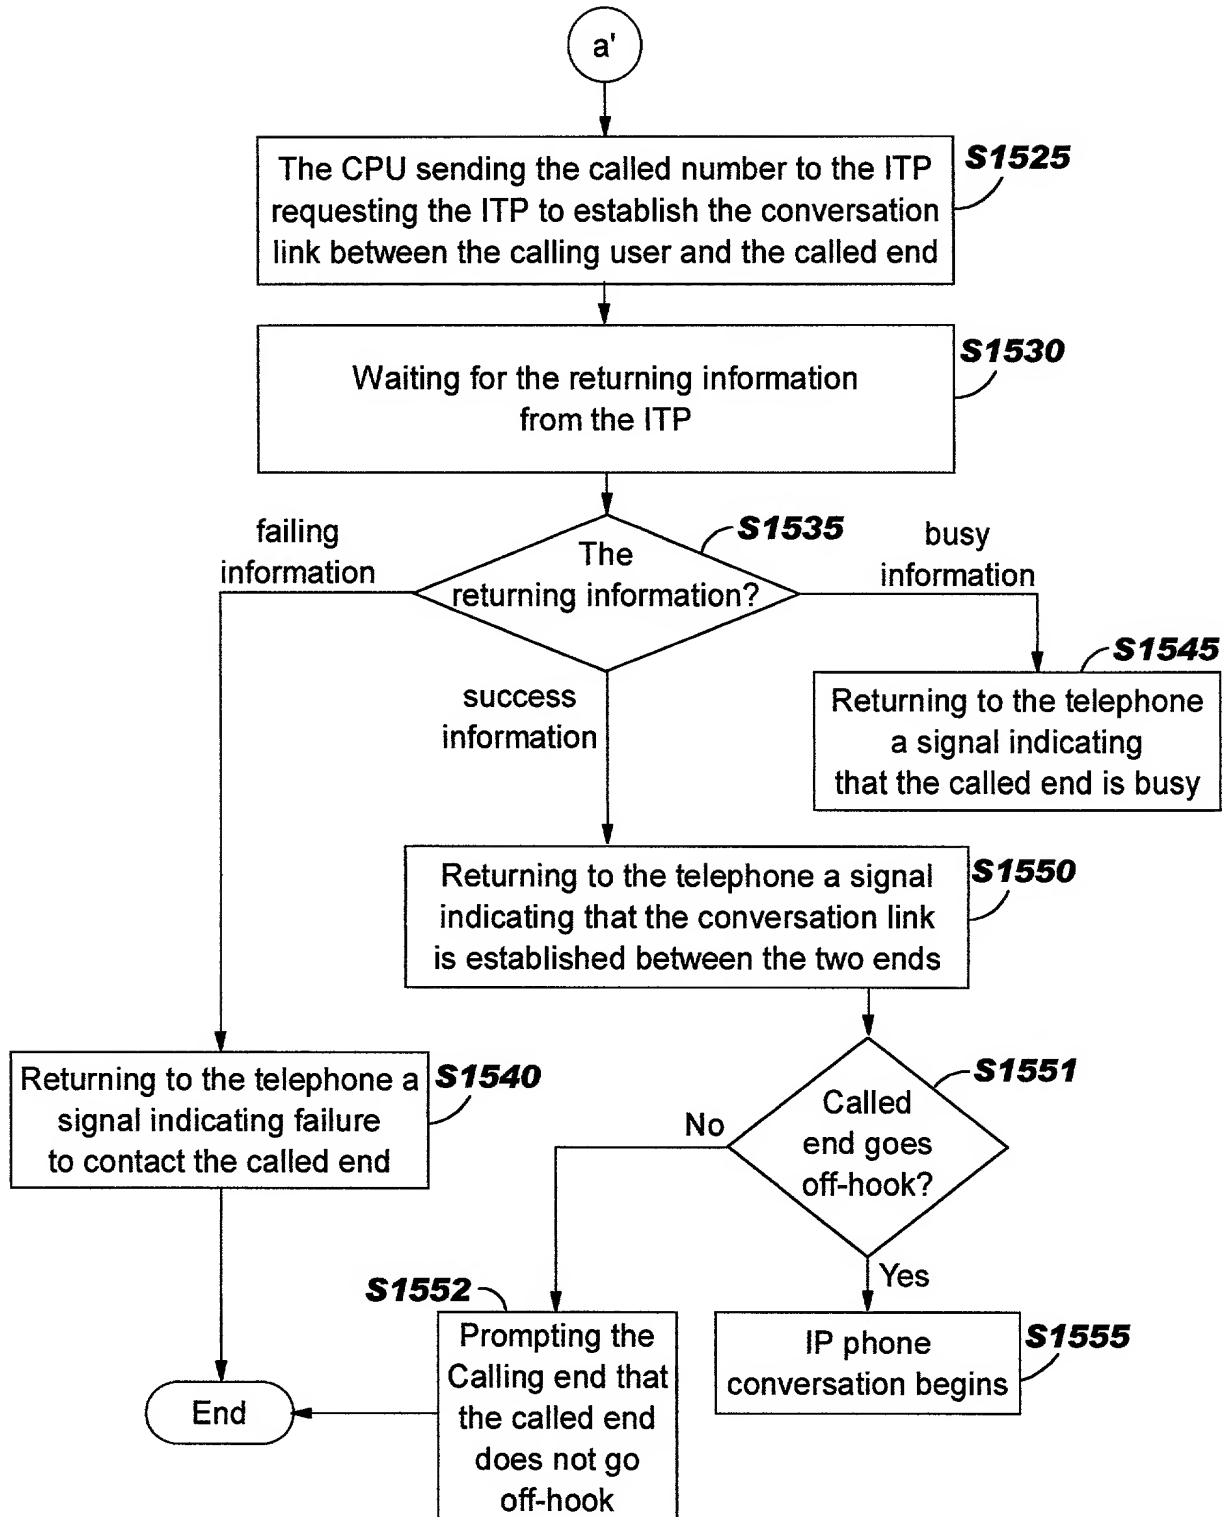 a'
The CPU sending the called number to the ITP
requesting the ITP to establish the conversation
link between the calling user and the called end
S1525
Waiting for the returning information
from the ITP
S1530
The
returning information?
S1535
failing
information
busy
information
success
information
Returning to the telephone
a signal indicating
that the called end is busy
S1545
Returning to the telephone a signal
indicating that the conversation link
is established between the two ends
S1550
Returning to the telephone a
signal indicating failure
to contact the called end
S1540
Called
end goes
off-hook?
S1551
No
Yes
S1552
Prompting the
Calling end that
the called end
does not go
off-hook
IP phone
conversation begins
S1555
End